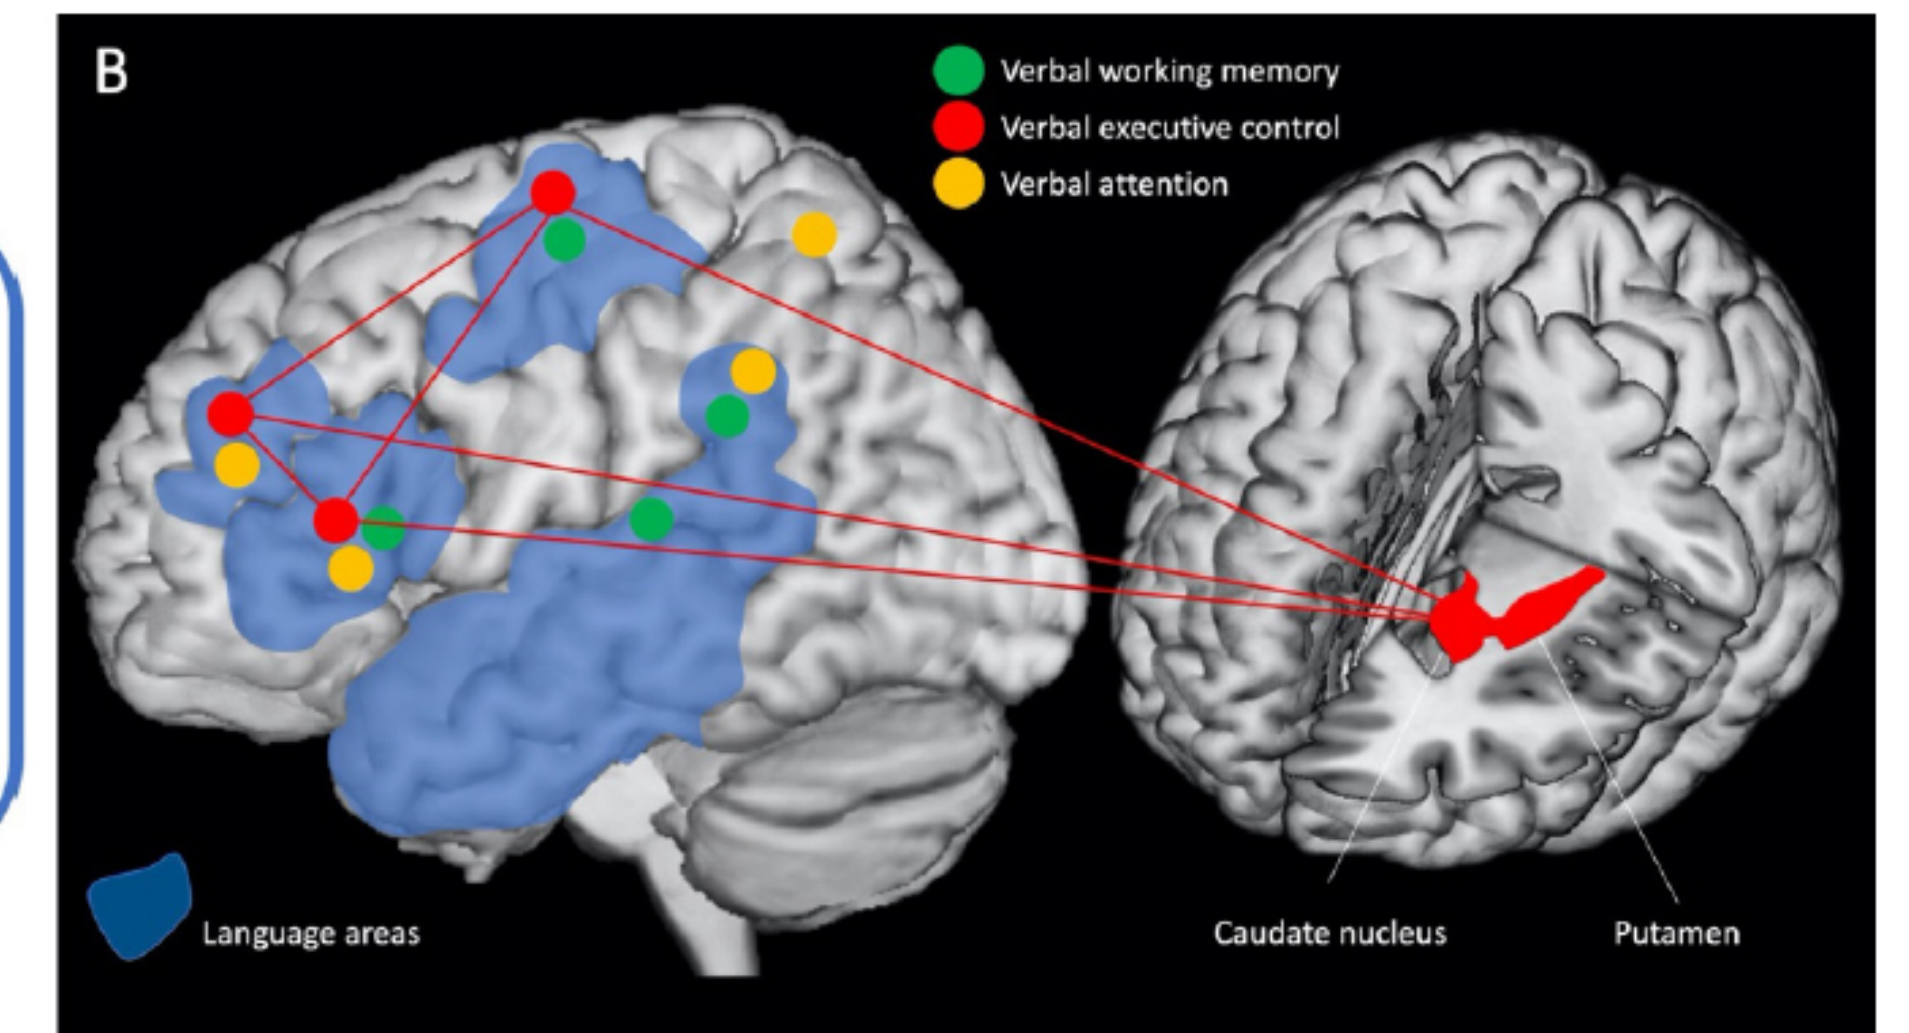 B
Verbal working memory
Verbal executive control
Verbal attention
Language areas
Caudate nucleus
Putamen